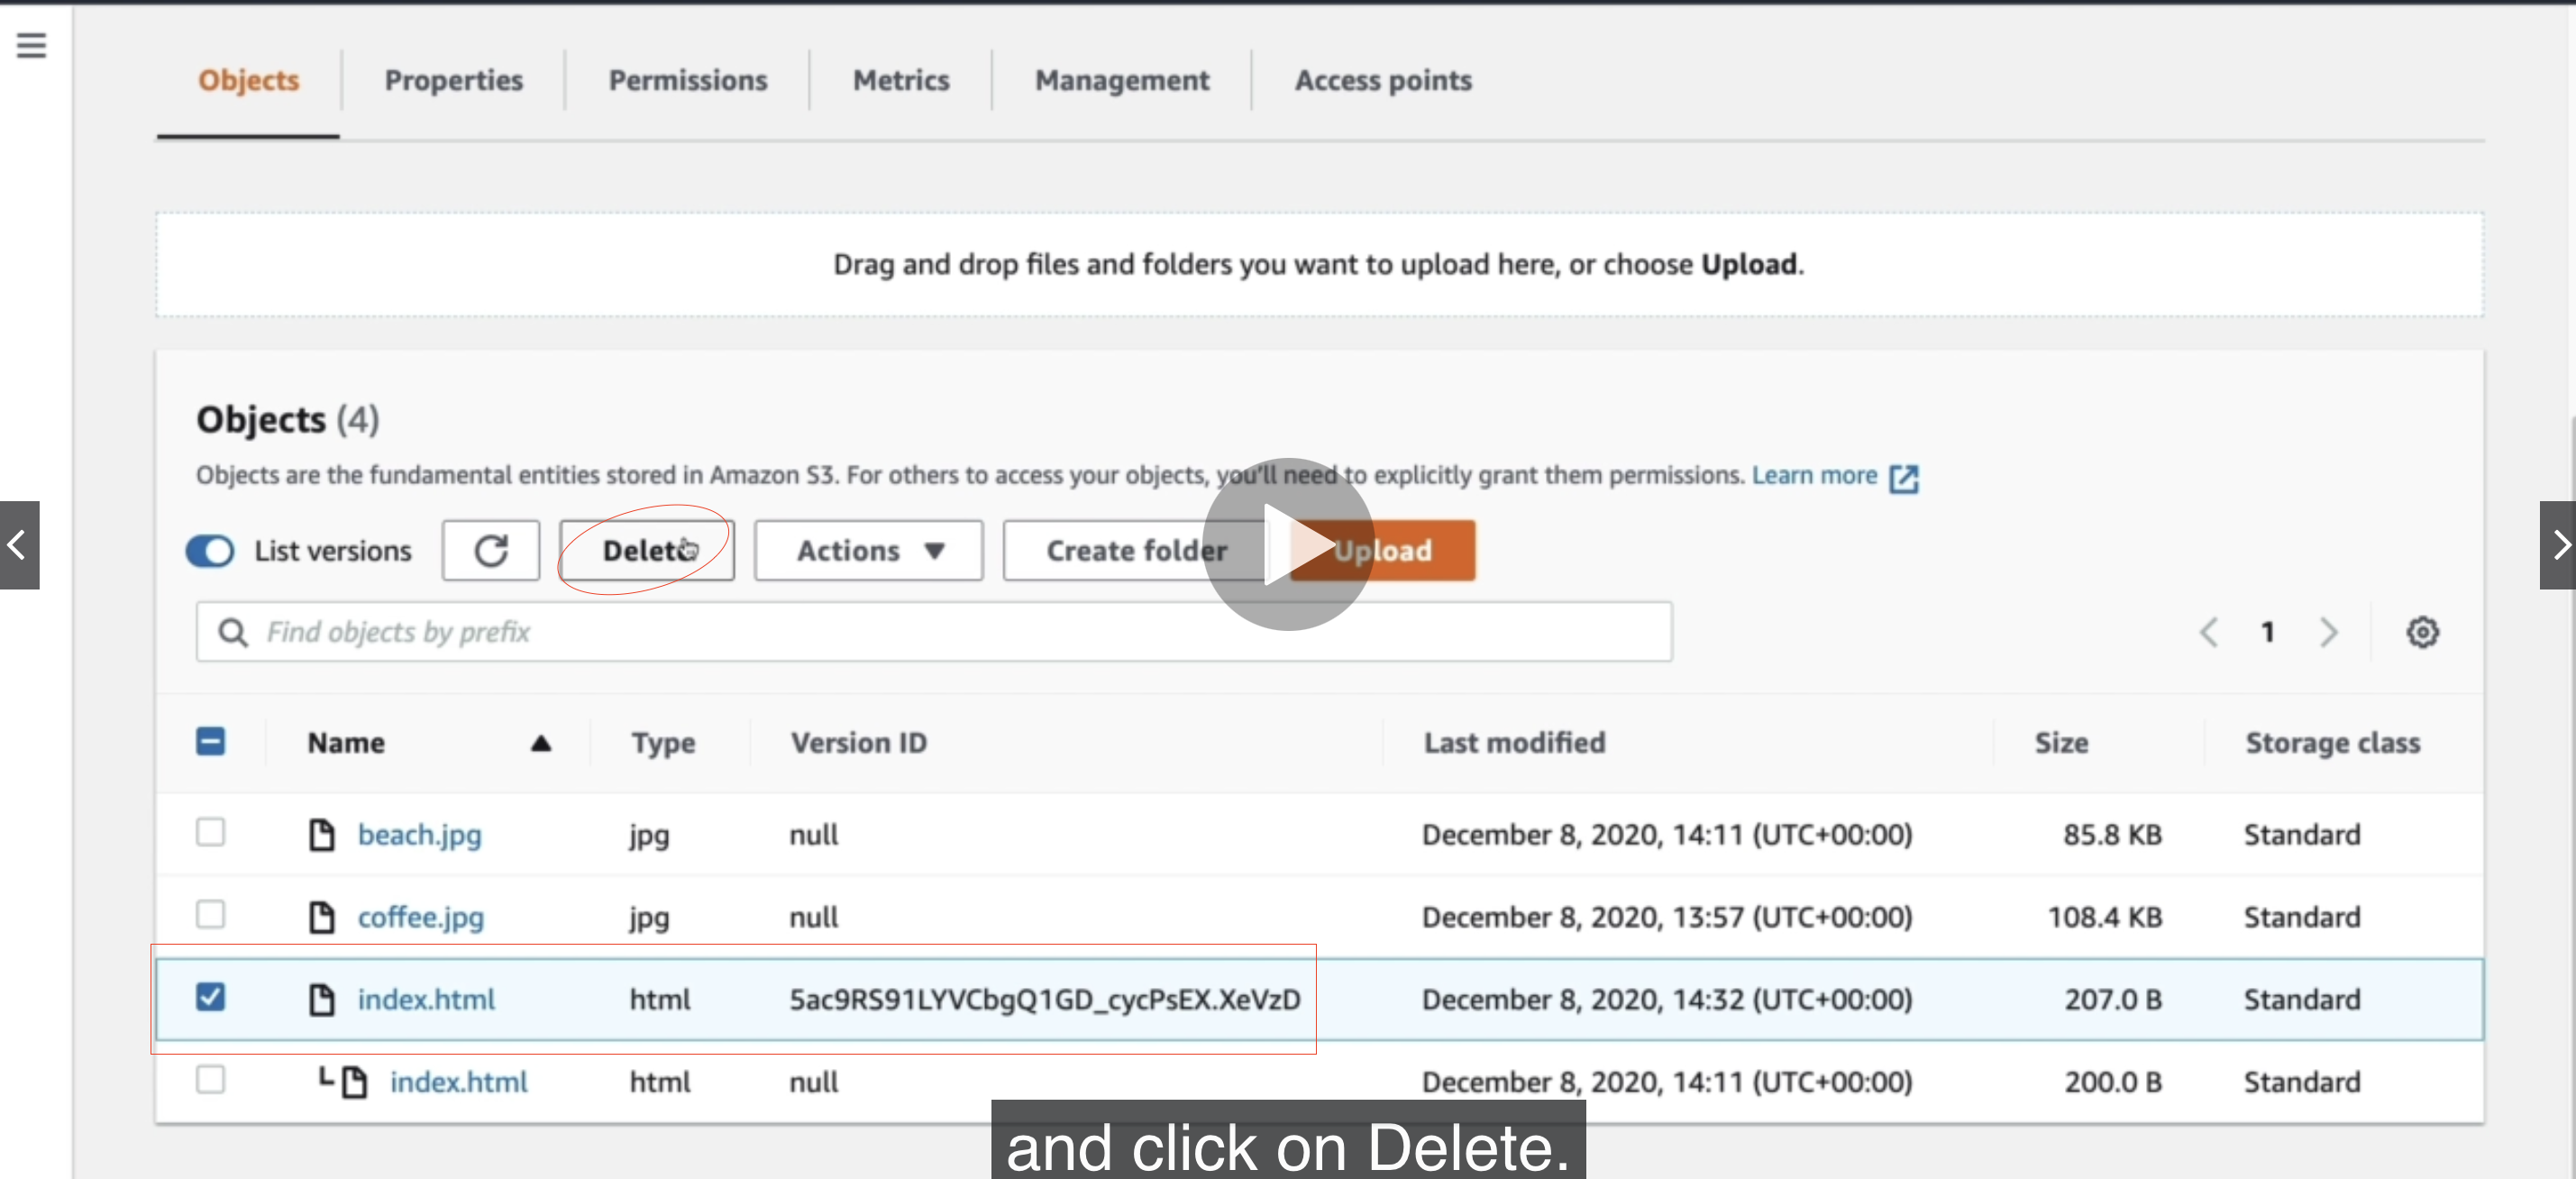 Objects Properties Permissions Metrics Management Access points
Drag and drop files and folders you want to upload here, or choose Upload.
Objects (4)
Objects are the fundamental entities stored in Amazon S3. For others to access your objects, you'll need to explicitly grant them permissions. Learn more
List versions Delete Actions Create folder Upload
Find objects by prefix 1
Name Type Version ID Last modified Size Storage class
beach.jpg jpg null December 8, 2020, 14:11 (UTC+00:00) 85.8 KB Standard
coffee.jpg jpg null December 8, 2020, 13:57 (UTC+00:00) 108.4 KB Standard
index.html html 5ac9RS91LYVCbgQ1GD_cycPsEX.XeVzD December 8, 2020, 14:32 (UTC+00:00) 207.0 B Standard
index.html html null December 8, 2020, 14:11 (UTC+00:00) 200.0 B Standard
and click on Delete.